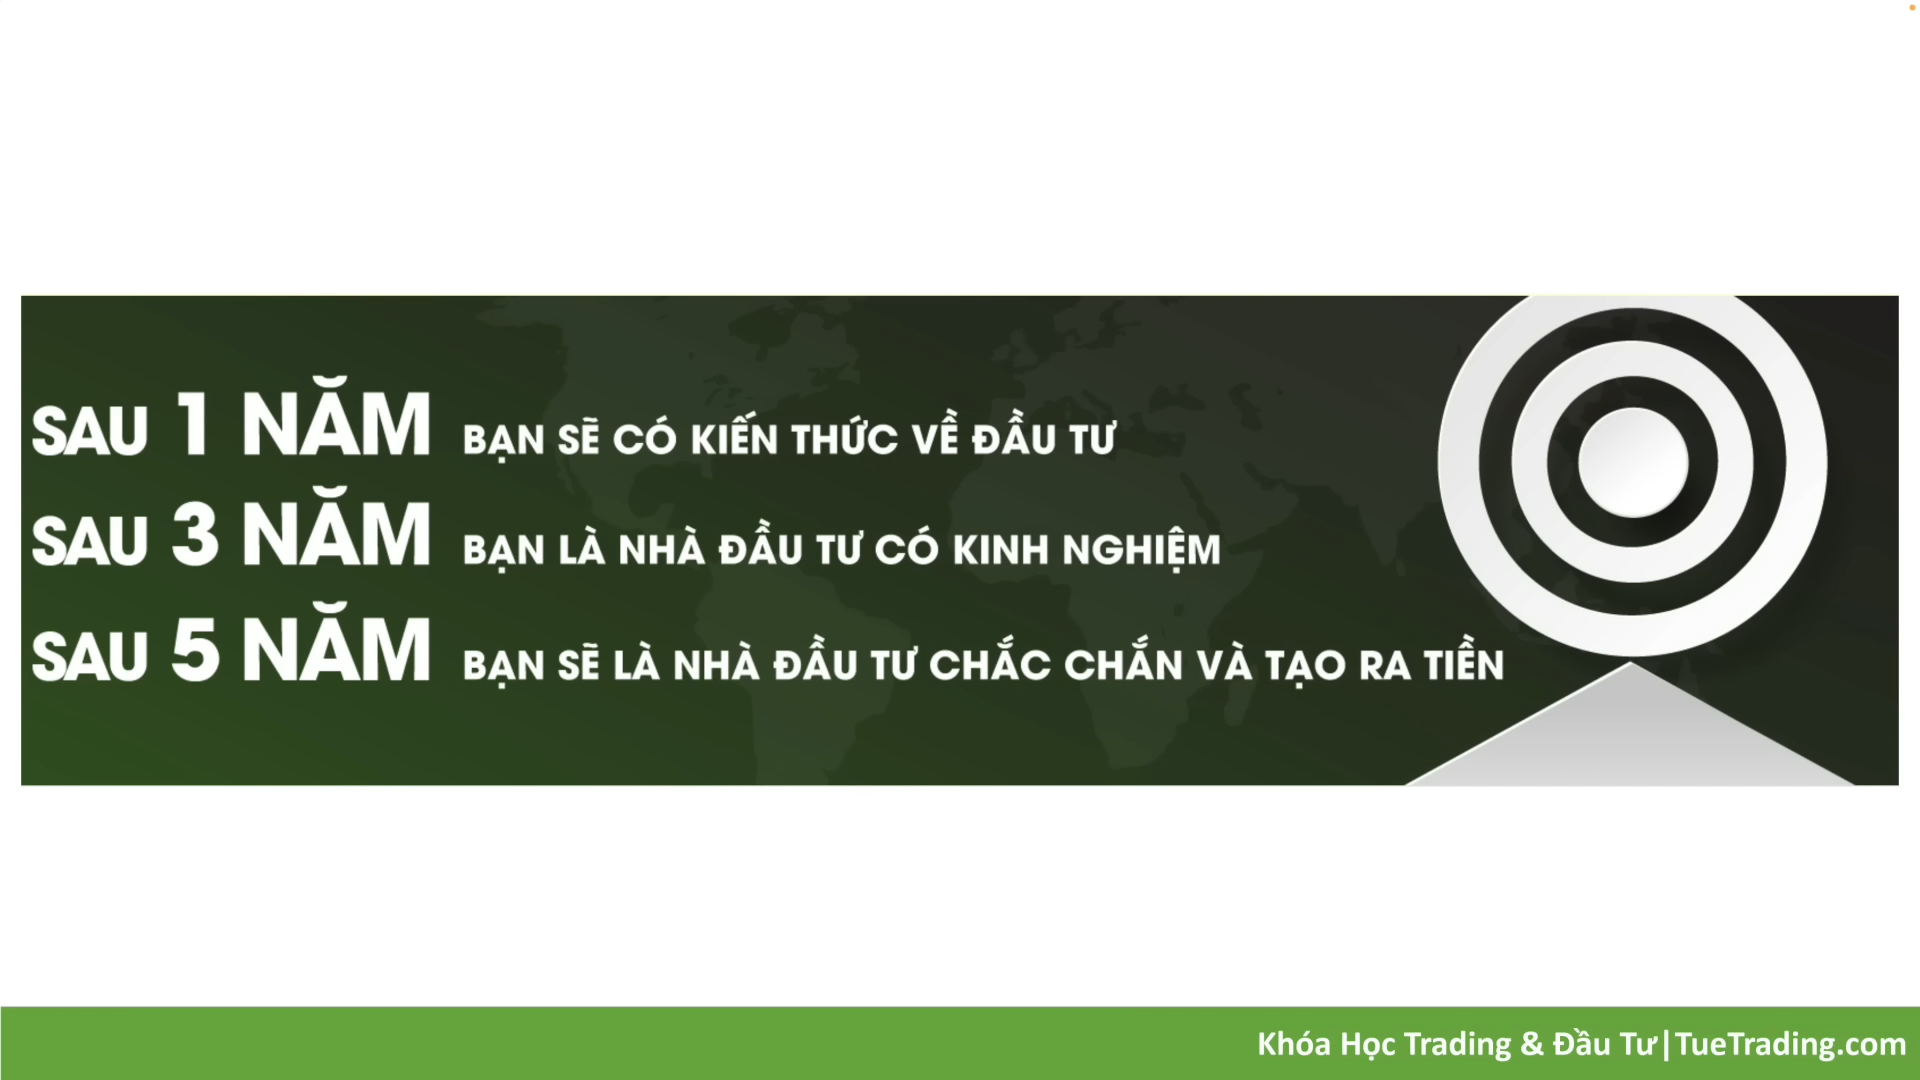 SAU 1 NĂM BẠN SẼ CÓ KIẾN THỨC VỀ ĐẦU TƯ
SAU 3 NĂM BẠN LÀ NHÀ ĐẦU TƯ CÓ KINH NGHIỆM
SAU 5 NĂM BẠN SẼ LÀ NHÀ ĐẦU TƯ CHẮC CHẮN VÀ TẠO RA TIỀN
Khóa Học Trading & Đầu Tư|TueTrading.com